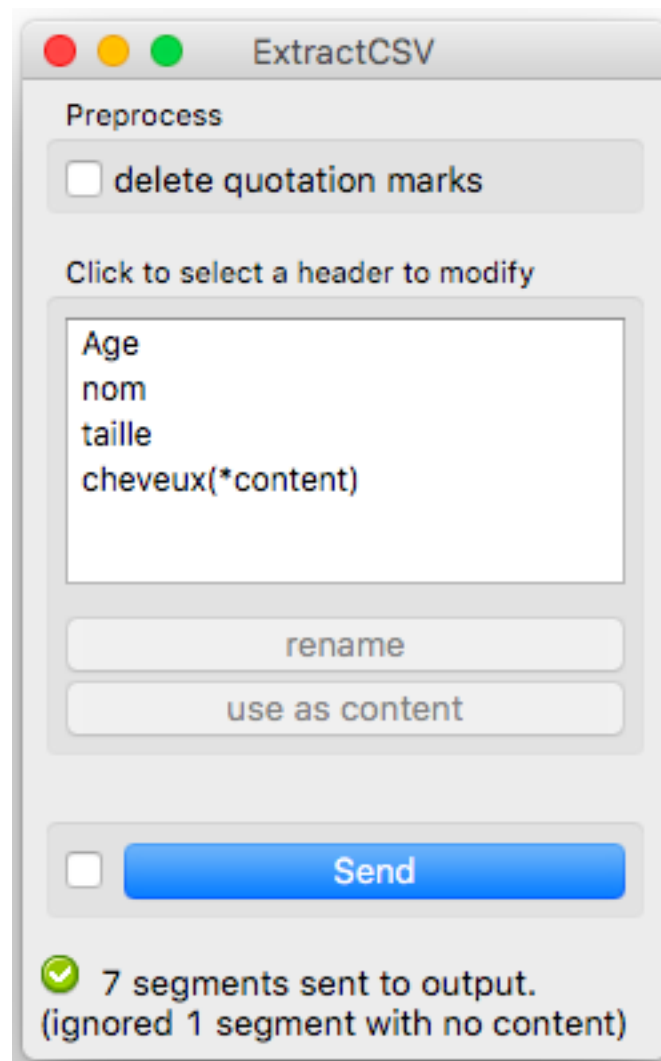 ExtractCSV
Preprocess
delete quotation marks
Click to select a header to modify
Age
nom
taille
cheveux(*content)
rename
use as content
Send
7 segments sent to output.
(ignored 1 segment with no content)